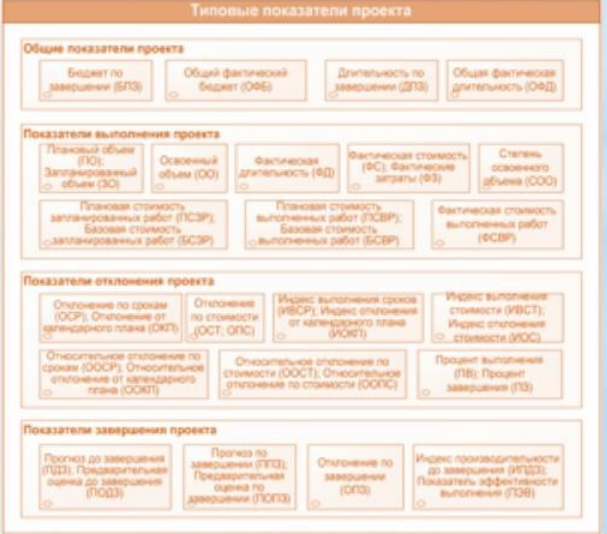 Типовые показатели проекта
Общие показатели проекта
Бюджет по
завершении (БПЗ)
Общий фактический
бюджет (ОФБ)
Длительность по
завершении (ДПЗ)
Общая фактическая
длительность (ОФД)
Показатели выполнения проекта
Плановый объем
(ПО);
Запланированный
объем (ЗО)
Освоенный
объем (ОО)
Фактическая
длительность (ФД)
Фактическая стоимость
(ФС); Фактические
затраты (ФЗ)
Степень
освоенного
объема (СОО)
Плановая стоимость
запланированных работ (ПСЗР);
Базовая стоимость
запланированных работ (БСЗР)
Плановая стоимость
выполненных работ (ПСВР);
Базовая стоимость
выполненных работ (БСВР)
Фактическая стоимость
выполненных работ
(ФСВР)
Показатели отклонения проекта
Отклонение по срокам
(ОСР); Отклонение от
календарного плана (ОКП)
Отклонение
по стоимости
(ОСТ; ОПС)
Индекс выполнения сроков
(ИВСР); Индекс отклонения
от календарного плана
(ИОКП)
Индекс выполнения
стоимости (ИВСТ);
Индекс отклонения
стоимости (ИОС)
Относительное отклонение по
срокам (ООСР); Относительное
отклонение от календарного
плана (ООКП)
Относительное отклонение по
стоимости (ООСТ); Относительное
отклонение по стоимости (ООПС)
Процент выполнения
(ПВ); Процент
завершения (ПЗ)
Показатели завершения проекта
Прогноз до завершения
(ПДЗ); Предварительная
оценка до завершения
(ПОДЗ)
Прогноз по
завершении (ППЗ);
Предварительная
оценка по
завершении (ПОПЗ)
Отклонение по
завершении
(ОПЗ)
Индекс производительности
до завершения (ИПДЗ);
Показатель эффективности
выполнения (ПЭВ)